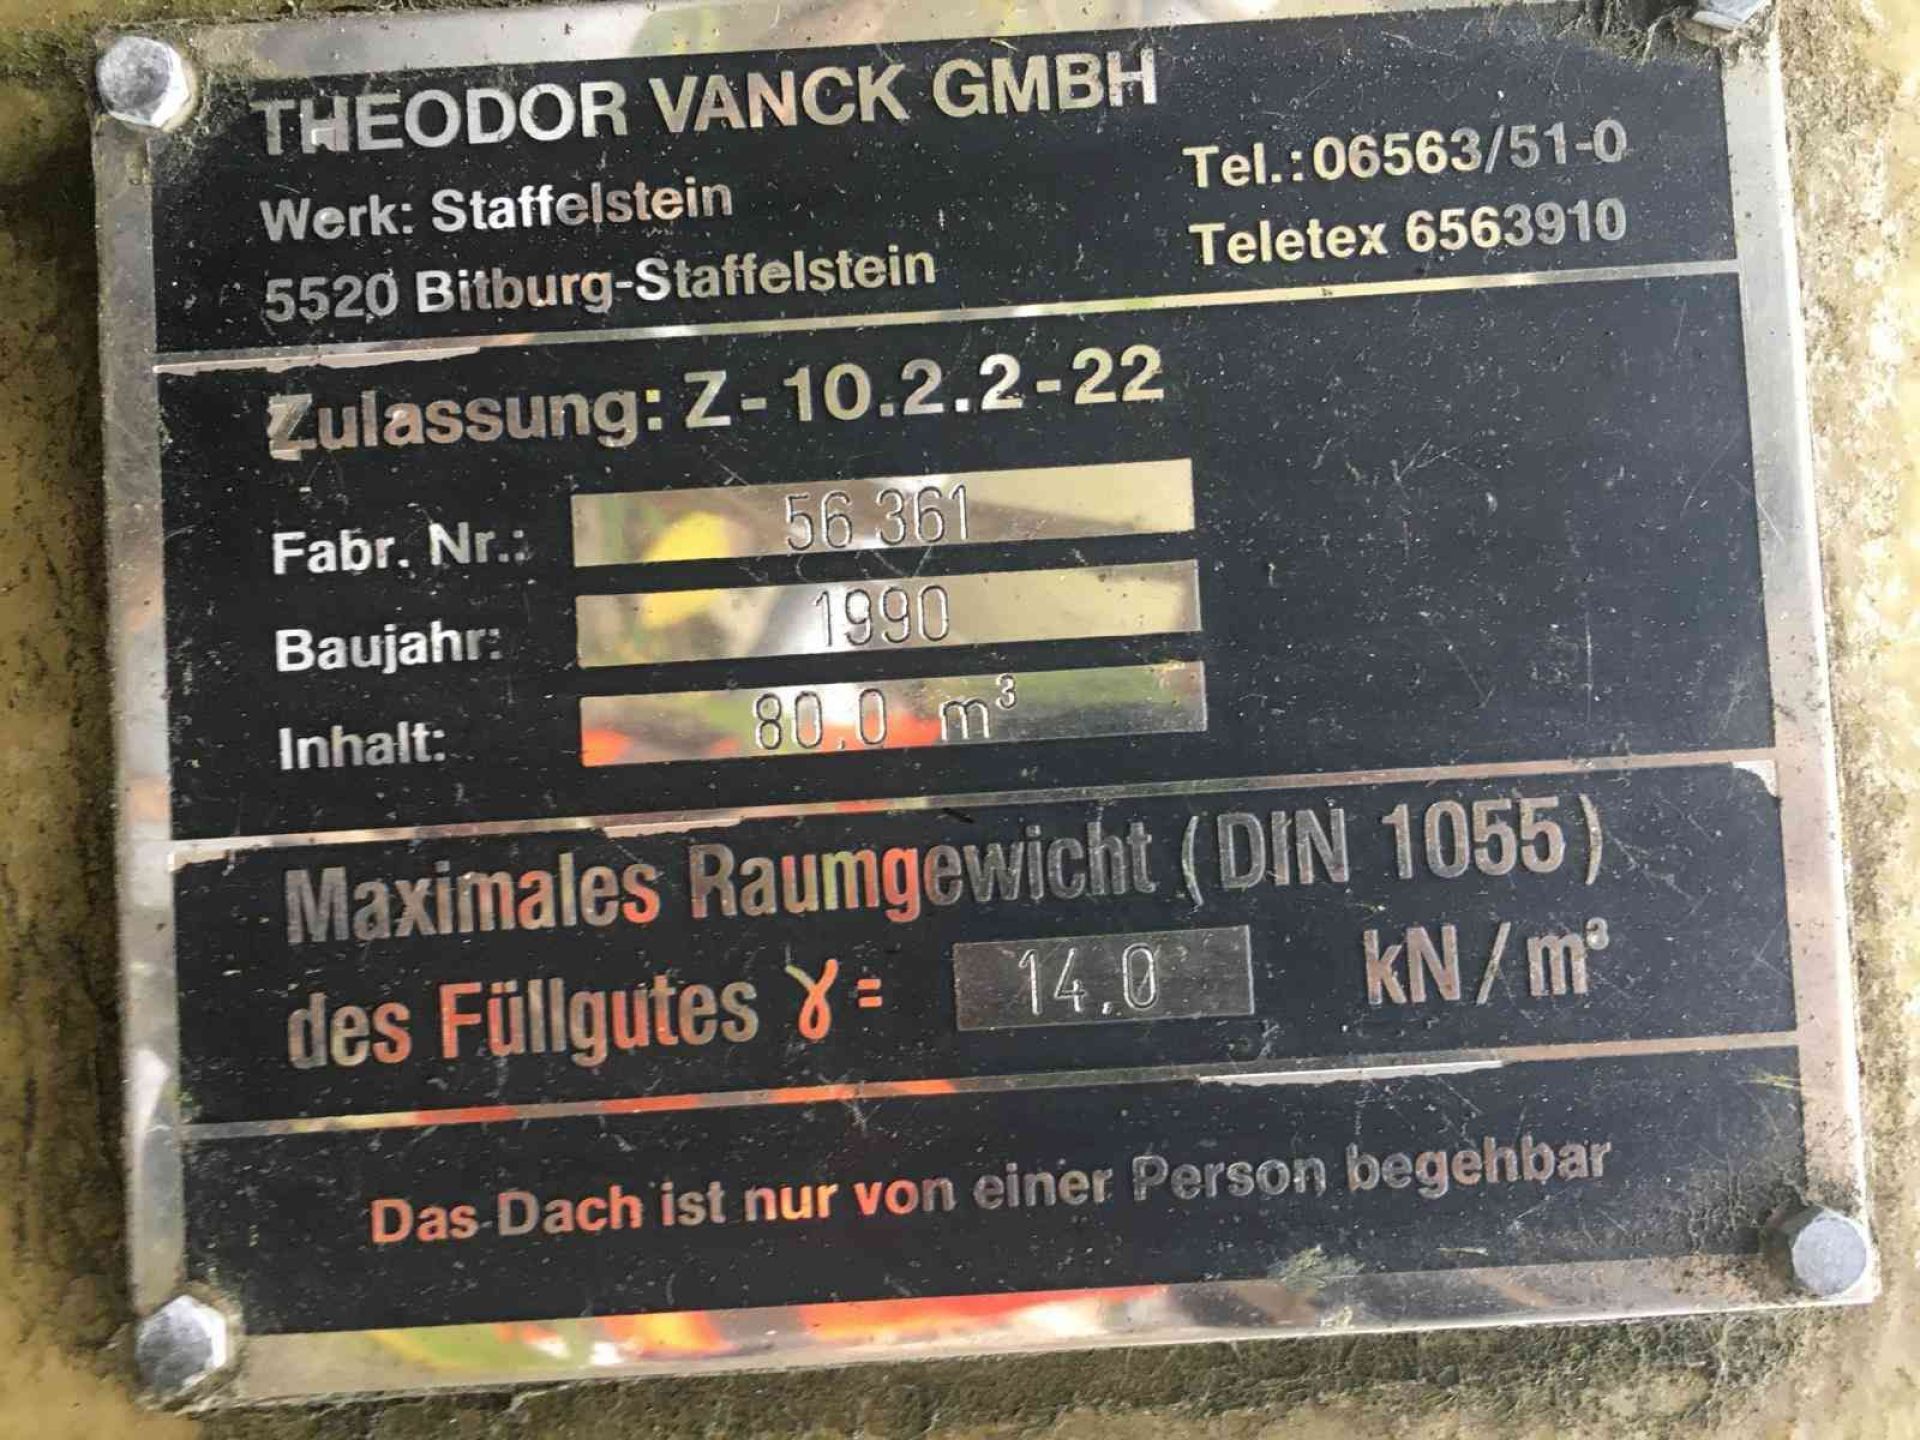 THEODOR VANCK GMBH
Werk: Staffelstein
5520 Bitburg-Staffelstein
Tel.: 06563/51-0
Teletex 6563910
Zulassung: Z-10.2.2-22
Fabr. Nr.: 56 361
Baujahr: 1990
Inhalt: 80.0 m³
Maximales Raumgewicht (DIN 1055)
des Füllgutes γ = 14,0 kN/m³
Das Dach ist nur von einer Person begehbar